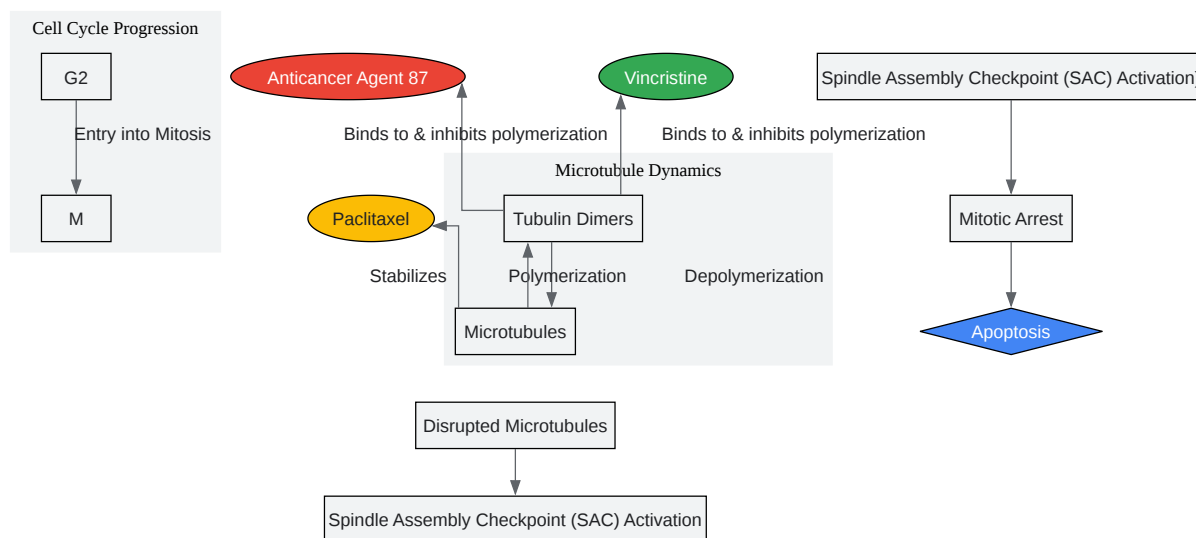 Cell Cycle Progression
G2
Entry into Mitosis
M
Anticancer Agent 87
Vincristine
Binds to & inhibits polymerization
Binds to & inhibits polymerization
Microtubule Dynamics
Paclitaxel
Tubulin Dimers
Stabilizes
Polymerization
Depolymerization
Microtubules
Spindle Assembly Checkpoint (SAC) Activation)
Mitotic Arrest
Apoptosis
Disrupted Microtubules
Spindle Assembly Checkpoint (SAC) Activation